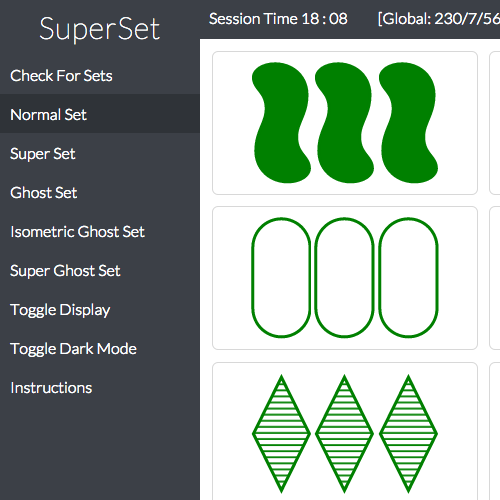 SuperSet
Session Time 18 : 08 [Global: 230/7/56
Check For Sets
Normal Set
Super Set
Ghost Set
Isometric Ghost Set
Super Ghost Set
Toggle Display
Toggle Dark Mode
Instructions